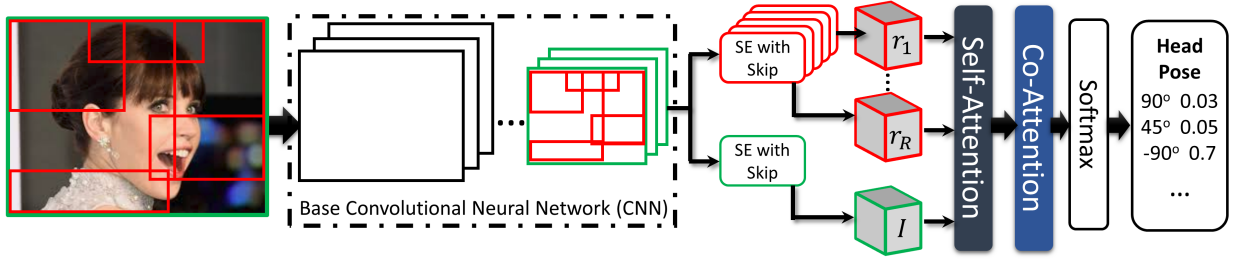 SE with
Skip
r1
rR
SE with
Skip
I
Base Convolutional Neural Network (CNN)
Self-Attention
Co-Attention
Softmax
Head
Pose
90° 0.03
45° 0.05
-90° 0.7
...